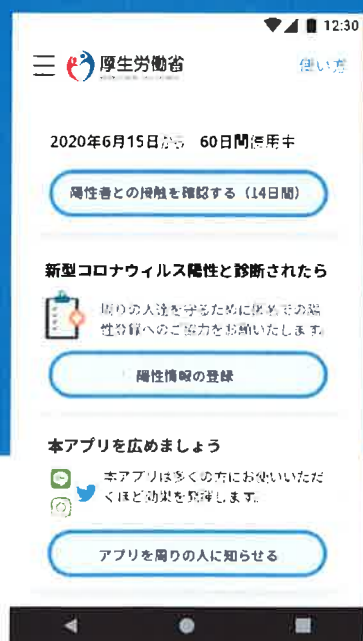 12:30
厚生労働省
使い方
2020年6月15日から 60日間使用中
陽性者との接触を確認する（14日間）
新型コロナウィルス陽性と診断されたら
周りの人達を守るために匿名での陽
性登録へのご協力をお願いたします
陽性情報の登録
本アプリを広めましょう
本アプリは多くの方にお使いいただ
くほど効果を発揮します。
アプリを周りの人に知らせる